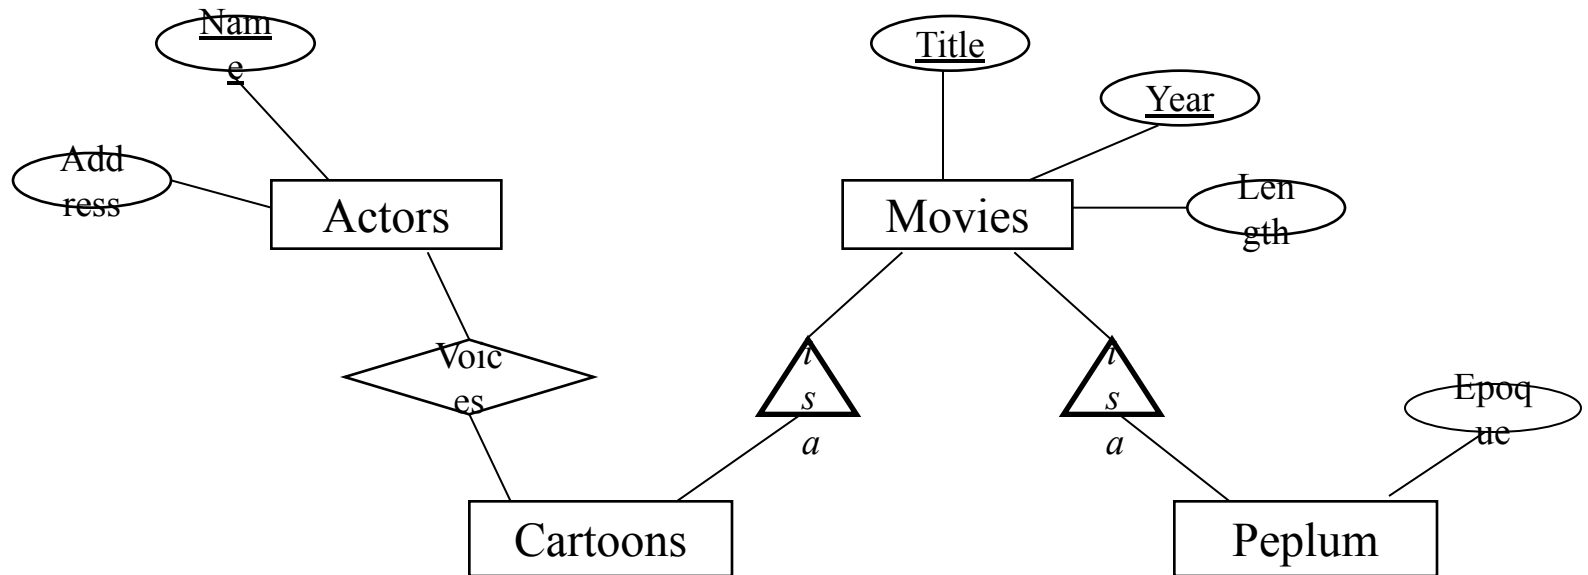 Nam
e
Title
Year
Add
ress
Actors
Movies
Len
gth
Voic
es
i
s
a
i
s
a
Epoq
ue
Cartoons
Peplum